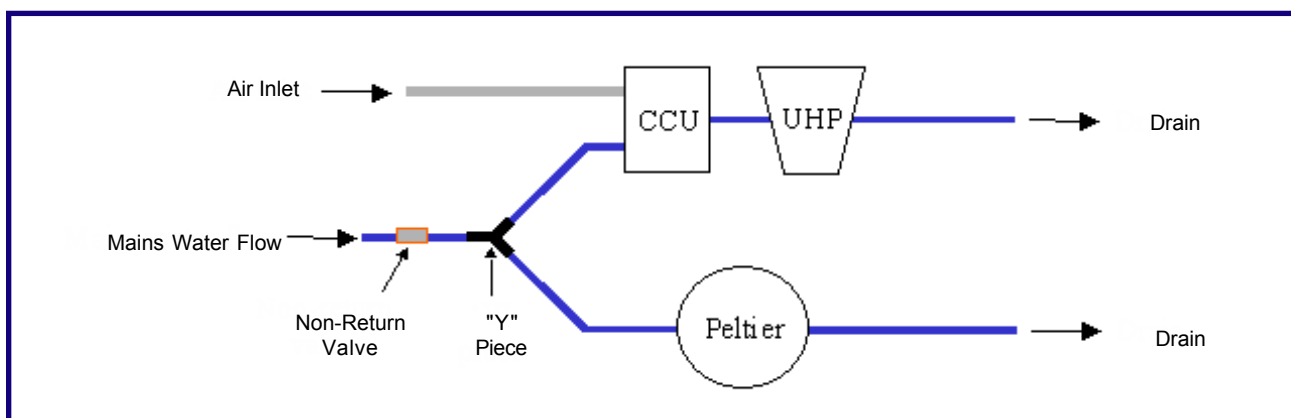 Air Inlet
CCU
UHP
Drain
Mains Water Flow
Non-Return
Valve
"Y"
Piece
Peltier
Drain